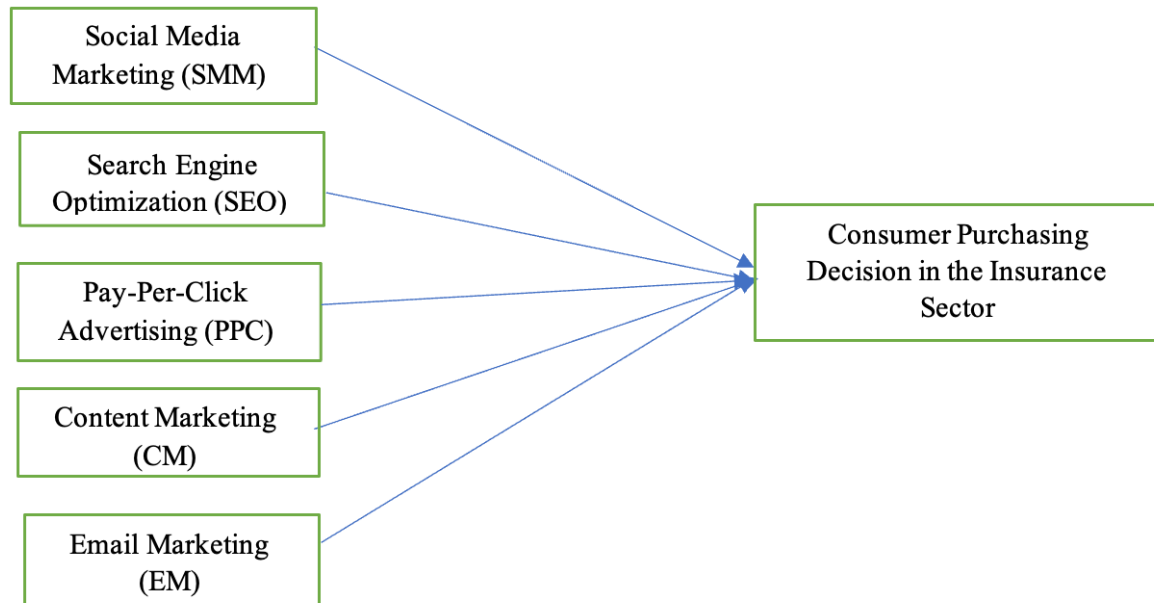 Social Media
Marketing (SMM)
Search Engine
Optimization (SEO)
Pay-Per-Click
Advertising (PPC)
Content Marketing
(CM)
Email Marketing
(EM)
Consumer Purchasing
Decision in the Insurance
Sector